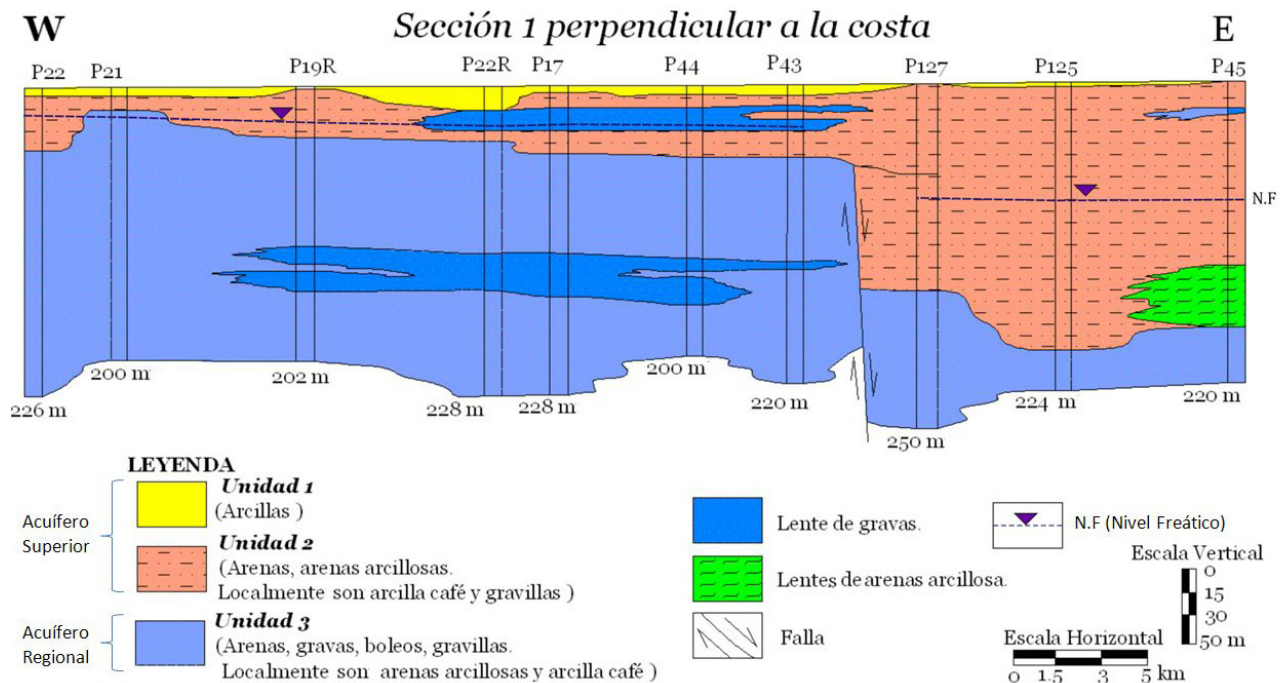 W
Sección 1 perpendicular a la costa
E
P22
P21
P19R
P22R
P17
P44
P43
P127
P125
P45
N.F
226 m
200 m
202 m
228 m
228 m
200 m
220 m
250 m
224 m
220 m
LEYENDA
Acuífero
Superior
Unidad 1
(Arcillas )
Unidad 2
(Arenas, arenas arcillosas.
Localmente son arcilla café y gravillas )
Acuífero
Regional
Unidad 3
(Arenas, gravas, boleos, gravillas.
Localmente son arenas arcillosas y arcilla café )
Lente de gravas.
Lentes de arenas arcillosa.
Falla
N.F (Nivel Freático)
Escala Vertical
0
15
30
50 m
Escala Horizontal
0 1.5 3 5 km